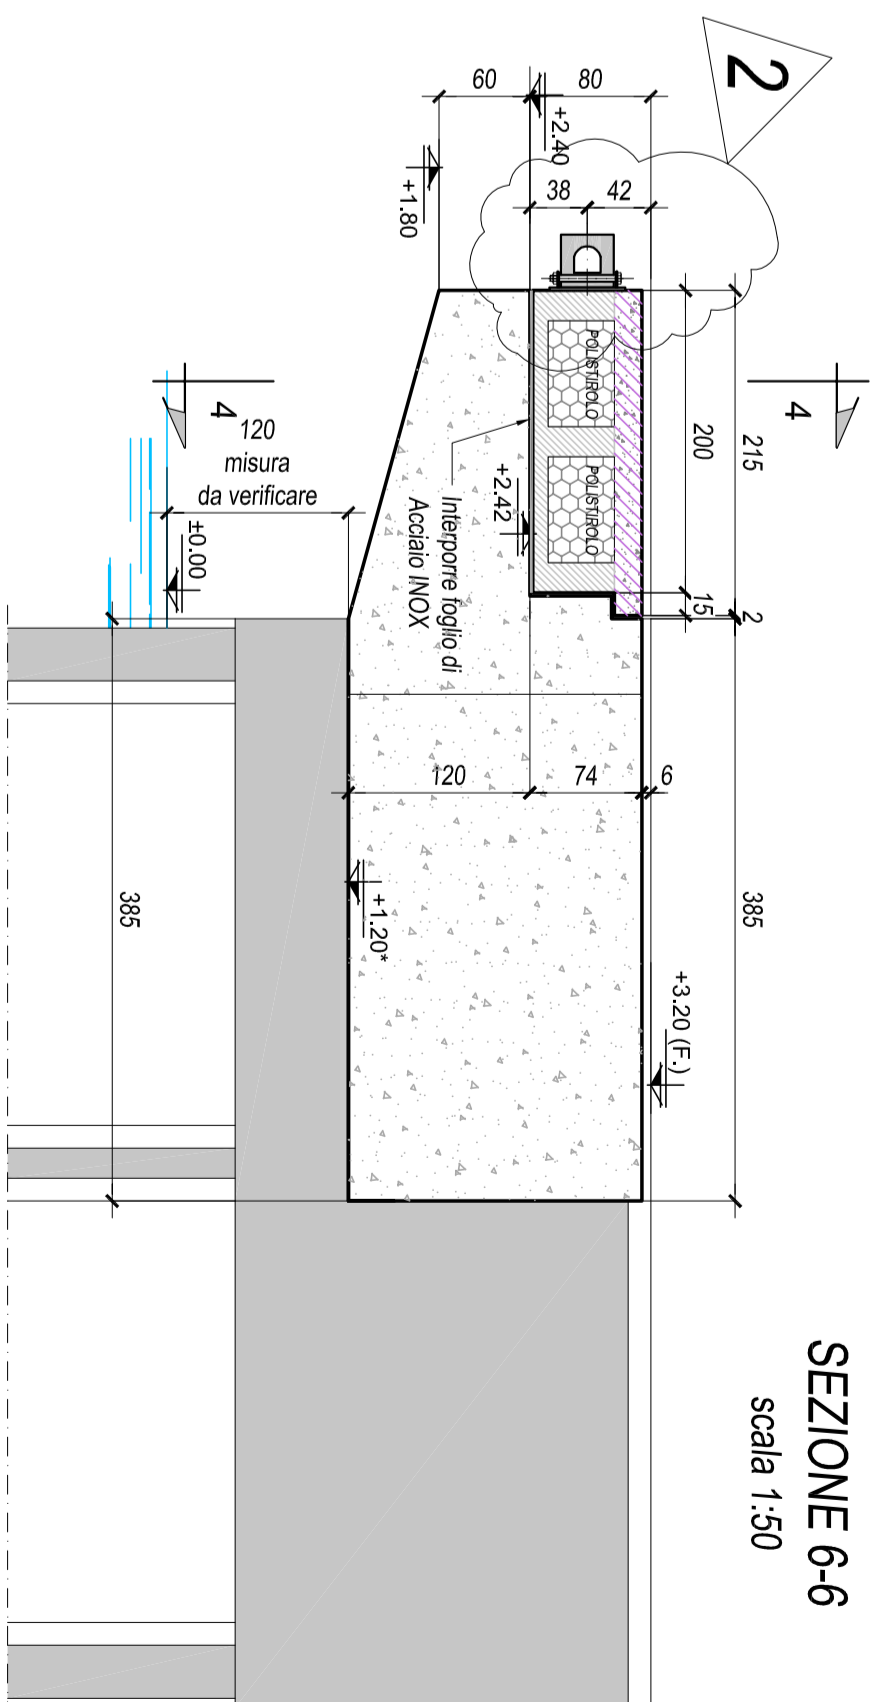 SEZIONE 6-6
scala 1:50
2
60
80
+2.40
+1.80
38
42
4
4
215
200
15
2
POLISTIROLO
POLISTIROLO
+2.42
Interporre foglio di
Acciaio INOX
120
misura
da verificare
±0.00
120
74
6
+1.20*
+3.20 (F.)
385
385